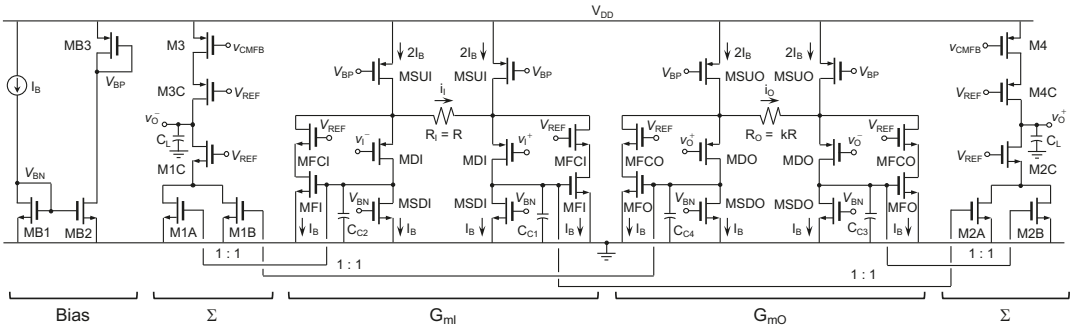 V_DD
MB3
V_BP
I_B
V_BN
MB1
MB2
M3
v_CMFB
M3C
V_REF
v_O^-
C_L
V_REF
M1C
M1A
M1B
1 : 1
2I_B
2I_B
V_BP
MSUI
MSUI
V_BP
i_I
R_I = R
V_REF
MFCI
v_I^-
MDI
MDI
v_I^+
V_REF
MFCI
MFI
V_BN
MSDI
MSDI
V_BN
MFI
I_B
C_C2
I_B
I_B
C_C1
I_B
1 : 1
2I_B
2I_B
V_BP
MSUO
MSUO
V_BP
i_O
R_O = kR
V_REF
MFCO
v_O^+
MDO
MDO
v_O^-
V_REF
MFCO
MFO
V_BN
MSDO
MSDO
V_BN
MFO
I_B
C_C4
I_B
I_B
C_C3
I_B
M4
v_CMFB
M4C
V_REF
v_O^+
C_L
V_REF
M2C
M2A
M2B
1 : 1
1 : 1
Bias
Σ
G_mI
G_mO
Σ